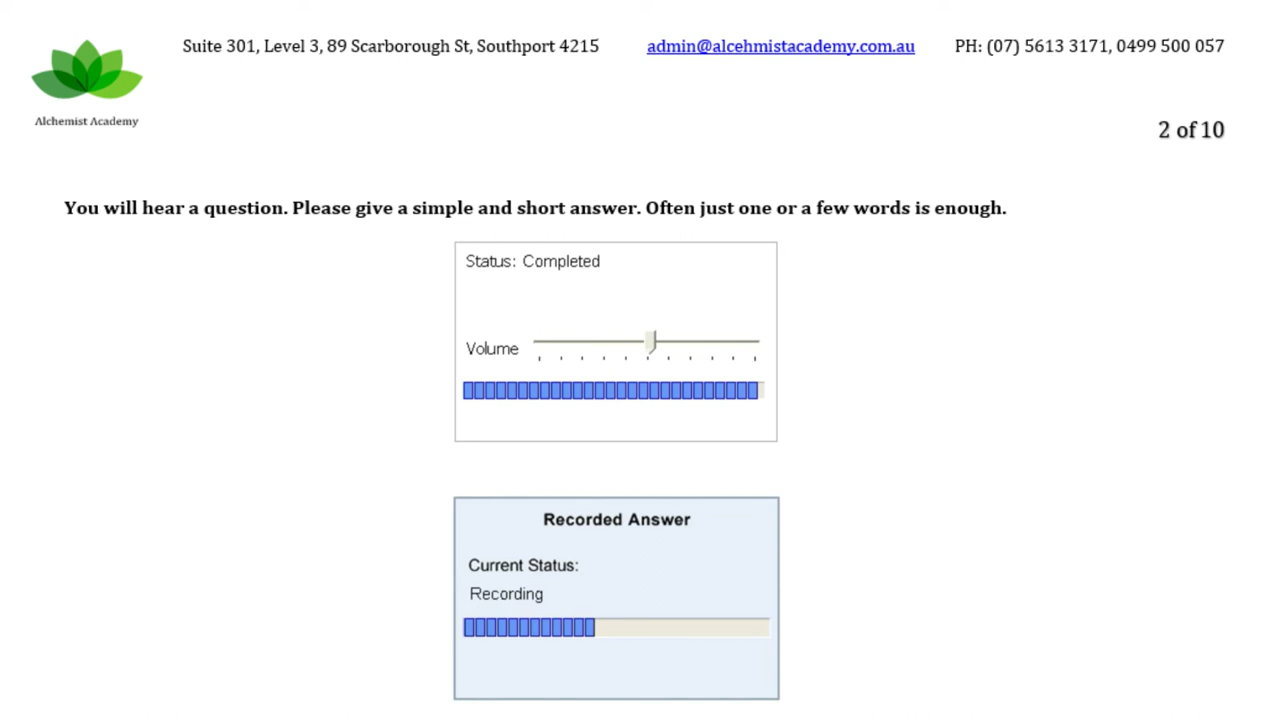 Suite 301, Level 3, 89 Scarborough St, Southport 4215 admin@alcehmistacademy.com.au PH: (07) 5613 3171, 0499 500 057
Alchemist Academy
2 of 10
You will hear a question. Please give a simple and short answer. Often just one or a few words is enough.
Status: Completed
Volume
Recorded Answer
Current Status:
Recording